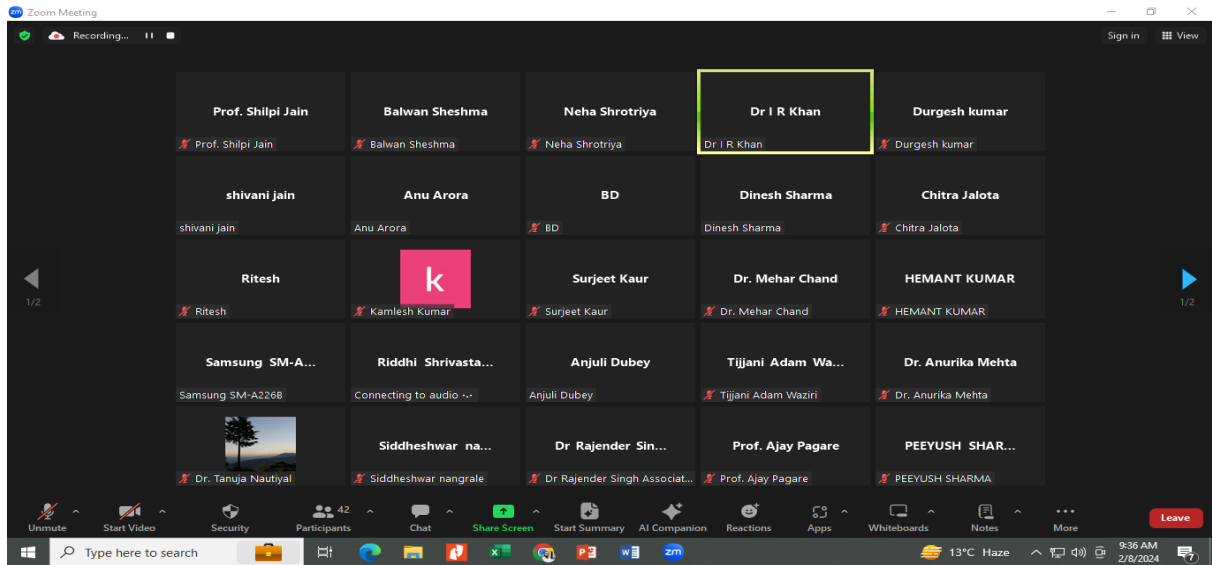 zm Zoom Meeting
Recording...
Sign in View
Prof. Shilpi Jain Balwan Sheshma Neha Shrotriya Dr I R Khan Durgesh kumar
Prof. Shilpi Jain Balwan Sheshma Neha Shrotriya Dr I R Khan Durgesh kumar
shivani jain Anu Arora BD Dinesh Sharma Chitra Jalota
shivani jain Anu Arora BD Dinesh Sharma Chitra Jalota
Ritesh k Surjeet Kaur Dr. Mehar Chand HEMANT KUMAR
1/2 1/2
Ritesh Kamlesh Kumar Surjeet Kaur Dr. Mehar Chand HEMANT KUMAR
Samsung SM-A... Riddhi Shrivasta... Anjuli Dubey Tijjani Adam Wa... Dr. Anurika Mehta
Samsung SM-A226B Connecting to audio Anjuli Dubey Tijjani Adam Waziri Dr. Anurika Mehta
Siddheshwar na... Dr Rajender Sin... Prof. Ajay Pagare PEEYUSH SHAR...
Dr. Tanuja Nautiyal Siddheshwar nangrale Dr Rajender Singh Associat... Prof. Ajay Pagare PEEYUSH SHARMA
42
Unmute Start Video Security Participants Chat Share Screen Start Summary AI Companion Reactions Apps Whiteboards Notes More Leave
Type here to search zm 13°C Haze 9:36 AM
2/8/2024 7